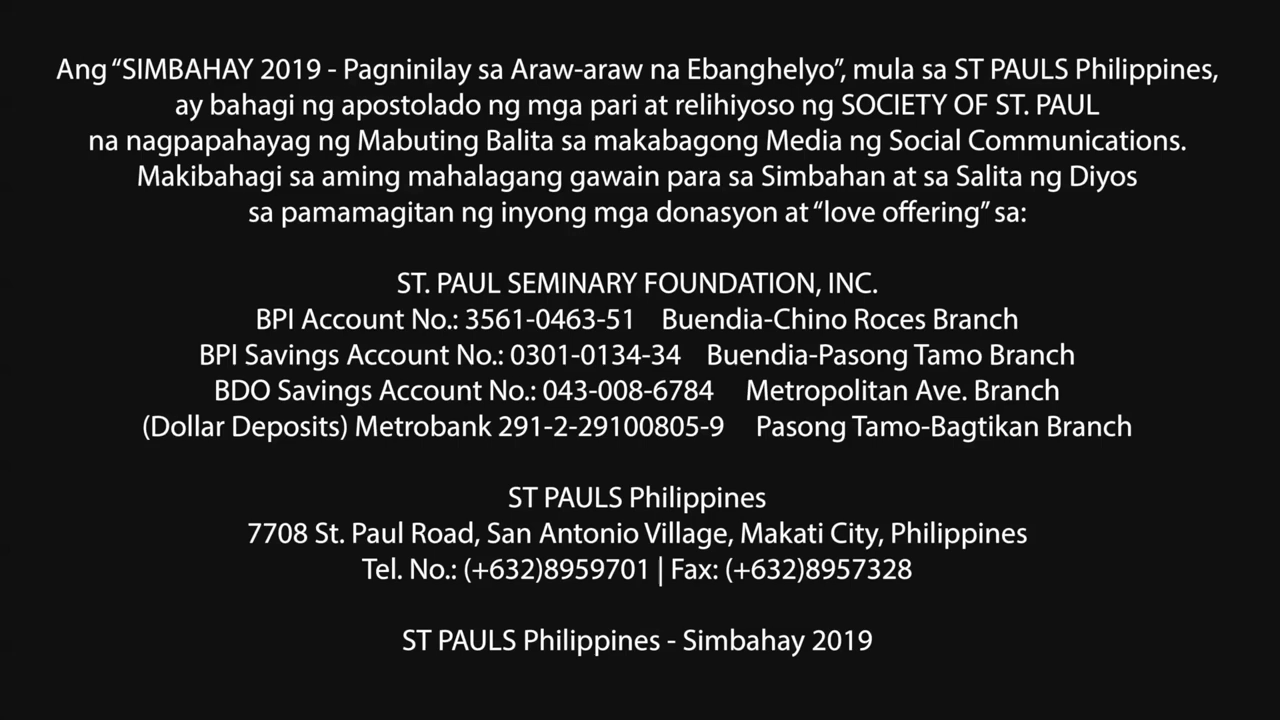 Ang “SIMBAHAY 2019 - Pagninilay sa Araw-araw na Ebanghelyo”, mula sa ST PAULS Philippines,
ay bahagi ng apostolado ng mga pari at relihiyoso ng SOCIETY OF ST. PAUL
na nagpapahayag ng Mabuting Balita sa makabagong Media ng Social Communications.
Makibahagi sa aming mahalagang gawain para sa Simbahan at sa Salita ng Diyos
sa pamamagitan ng inyong mga donasyon at “love offering” sa:
ST. PAUL SEMINARY FOUNDATION, INC.
BPI Account No.: 3561-0463-51 Buendia-Chino Roces Branch
BPI Savings Account No.: 0301-0134-34 Buendia-Pasong Tamo Branch
BDO Savings Account No.: 043-008-6784 Metropolitan Ave. Branch
(Dollar Deposits) Metrobank 291-2-29100805-9 Pasong Tamo-Bagtikan Branch
ST PAULS Philippines
7708 St. Paul Road, San Antonio Village, Makati City, Philippines
Tel. No.: (+632)8959701 | Fax: (+632)8957328
ST PAULS Philippines - Simbahay 2019